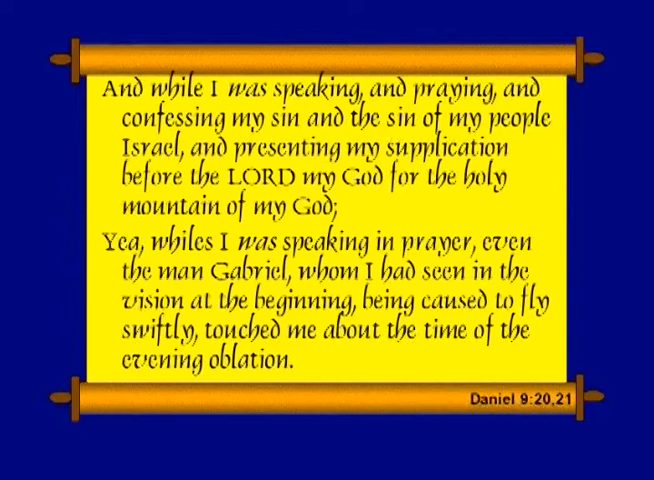 And while I was speaking, and praying, and
confessing my sin and the sin of my people
Israel, and presenting my supplication
before the LORD my God for the holy
mountain of my God;
Yea, whiles I was speaking in prayer, even
the man Gabriel, whom I had seen in the
vision at the beginning, being caused to fly
swiftly, touched me about the time of the
evening oblation.
Daniel 9:20,21